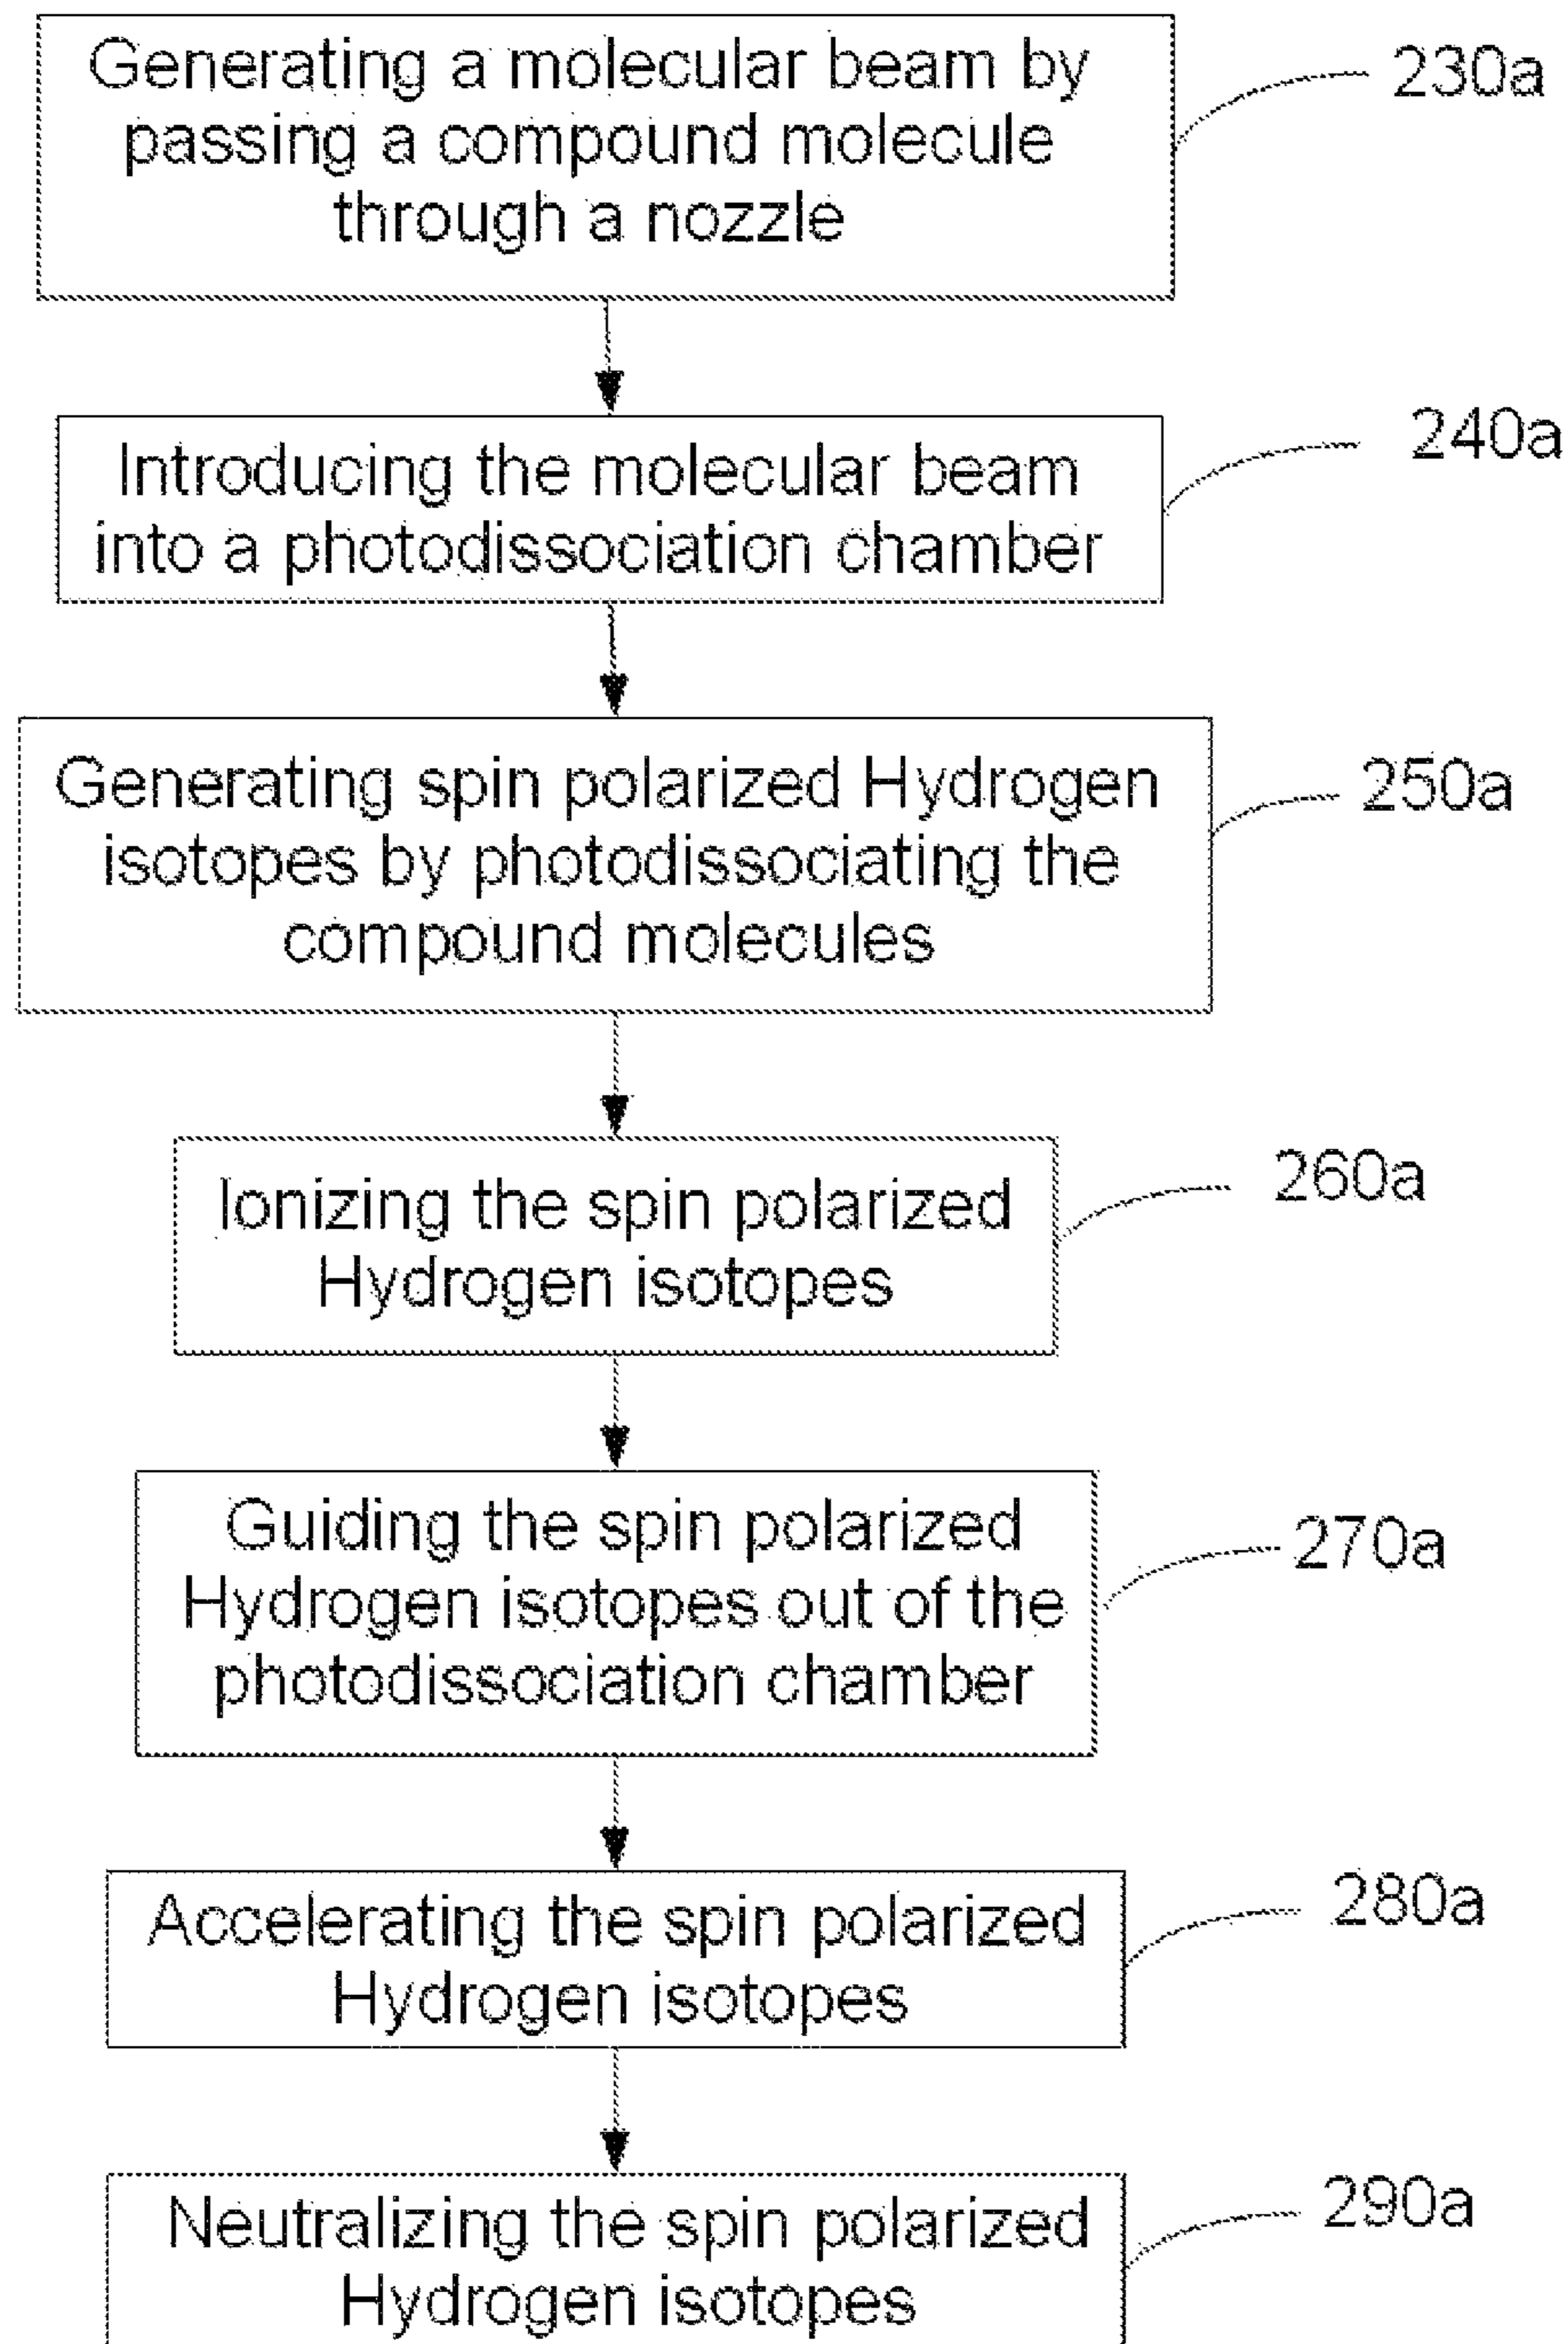 Generating a molecular beam by
passing a compound molecule
through a nozzle
230a
Introducing the molecular beam
into a photodissociation chamber
240a
Generating spin polarized Hydrogen
isotopes by photodissociating the
compound molecules
250a
Ionizing the spin polarized
Hydrogen isotopes
260a
Guiding the spin polarized
Hydrogen isotopes out of the
photodissociation chamber
270a
Accelerating the spin polarized
Hydrogen isotopes
280a
Neutralizing the spin polarized
Hydrogen isotopes
290a